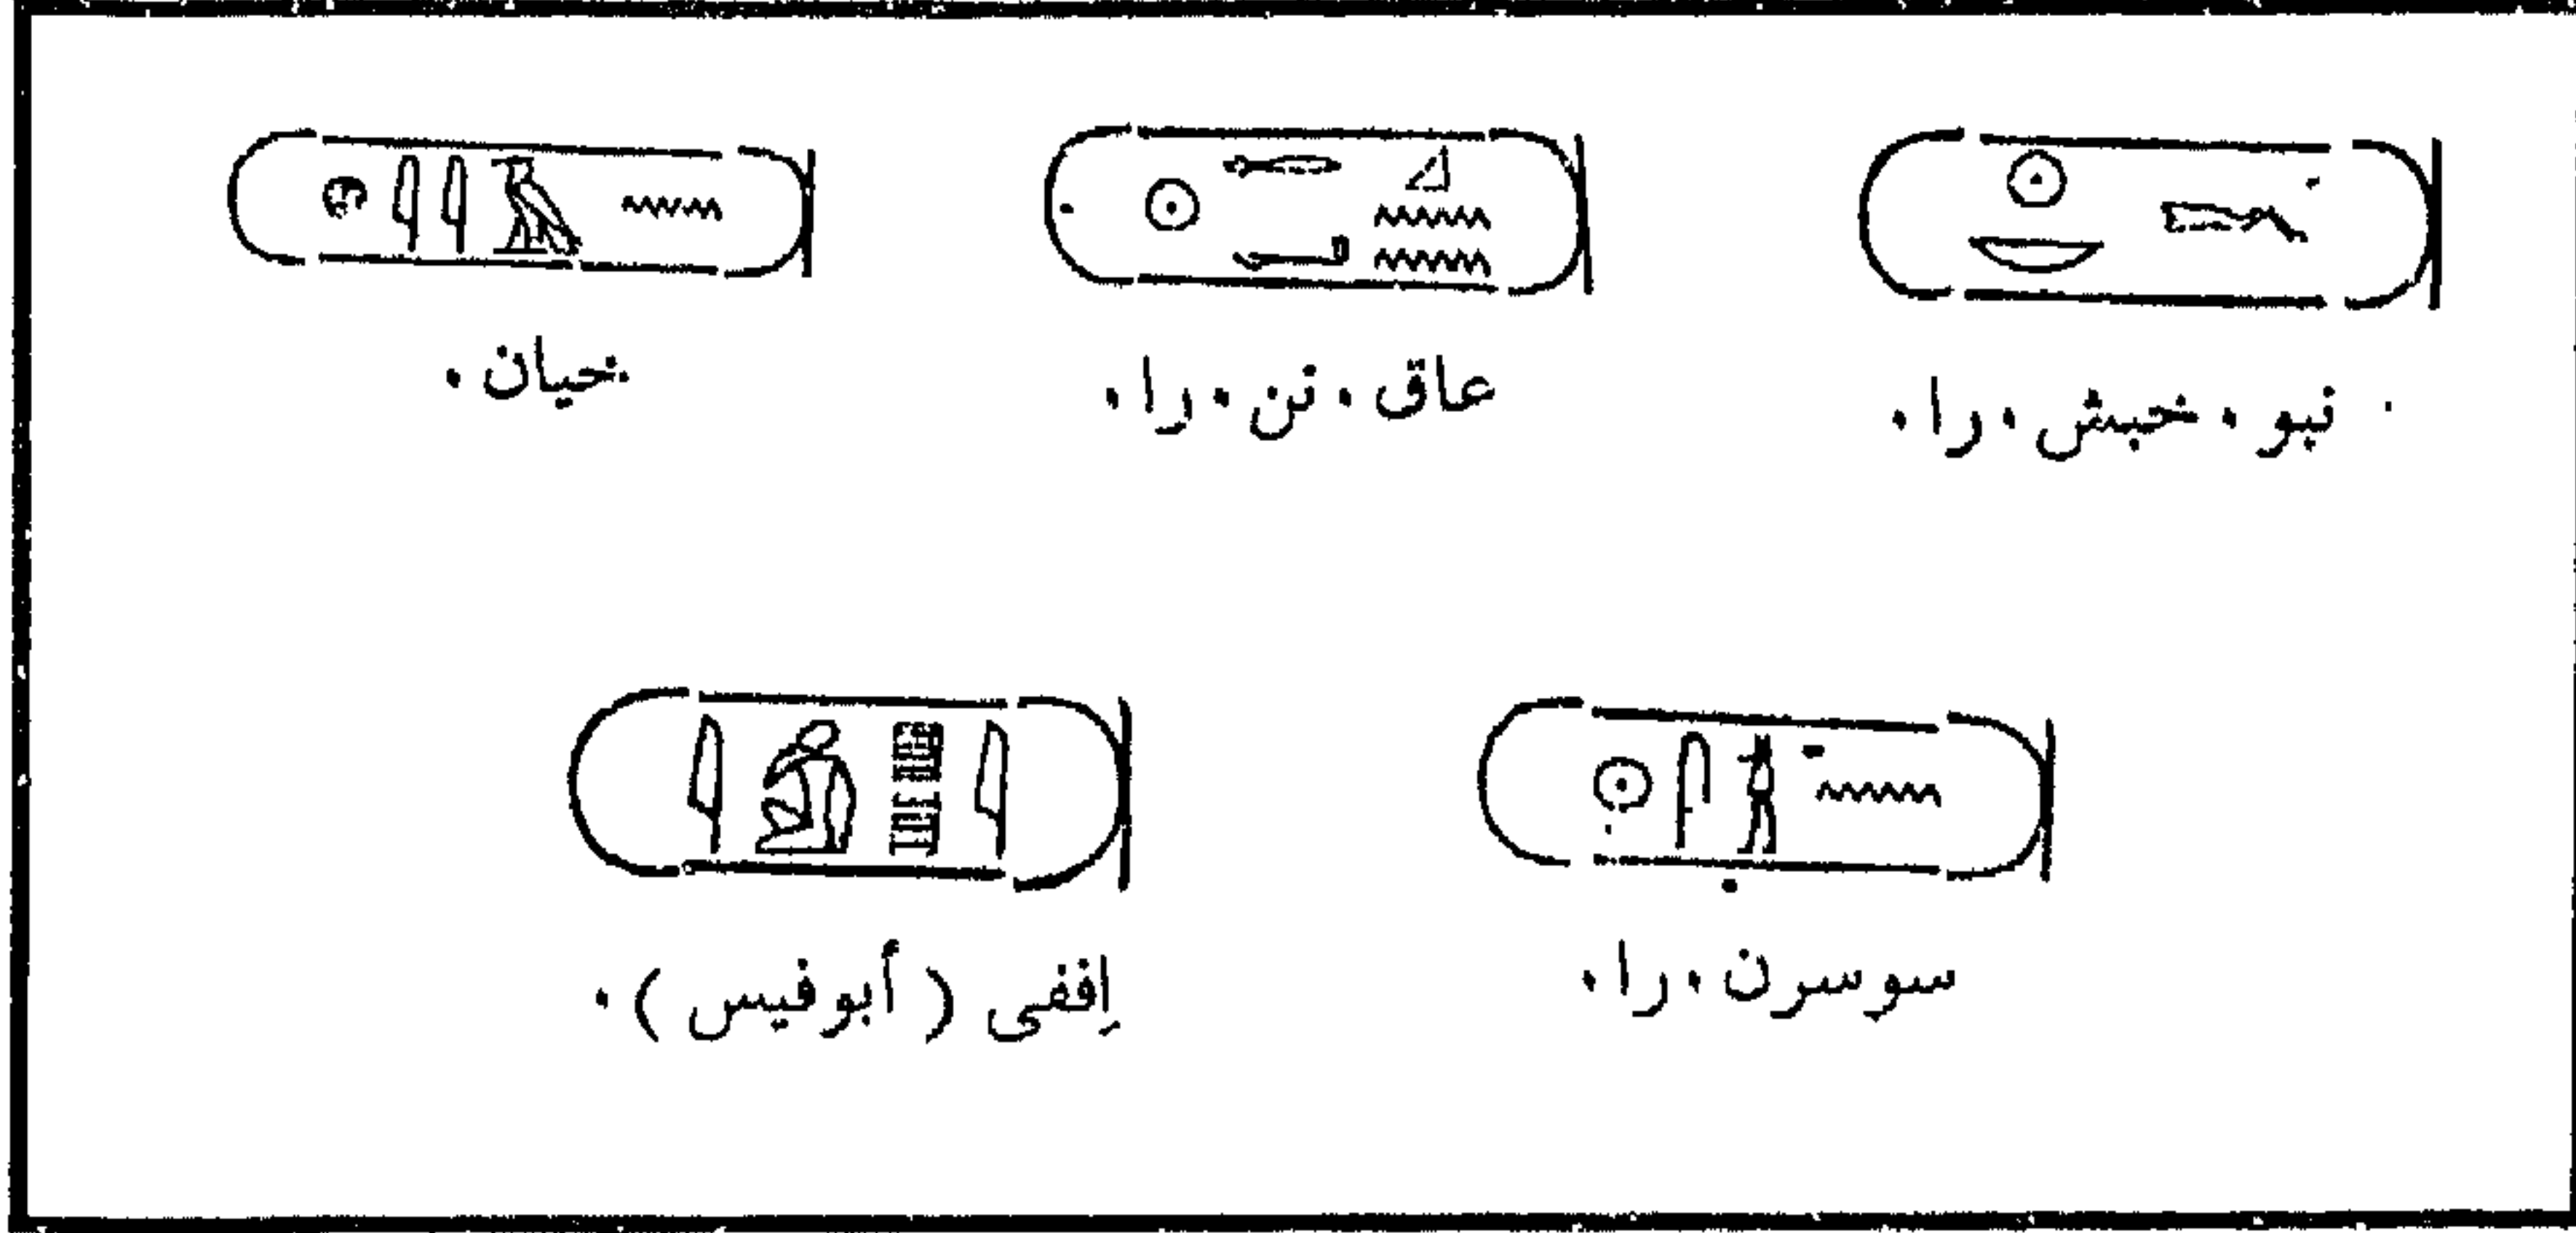 نبو . خبش . را .
عاق . نن . را .
خيان .
سوسرن . را .
إففى ( أبوفيس ) .